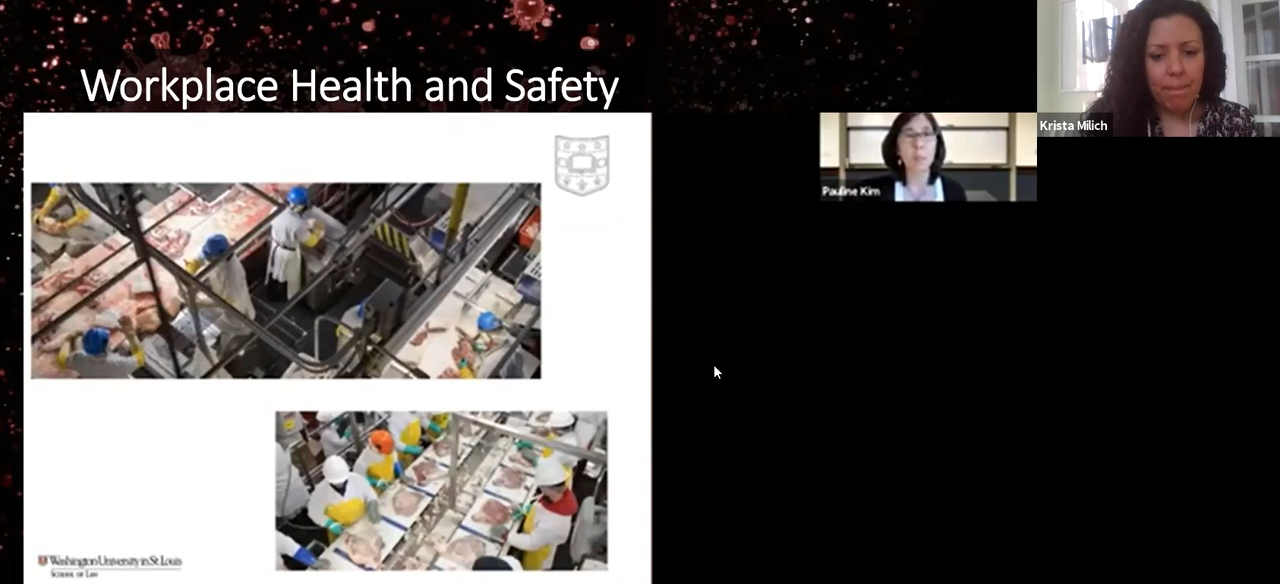 Workplace Health and Safety
Krista Milich
Pauline Kim
Washington University in St. Louis
School of Law